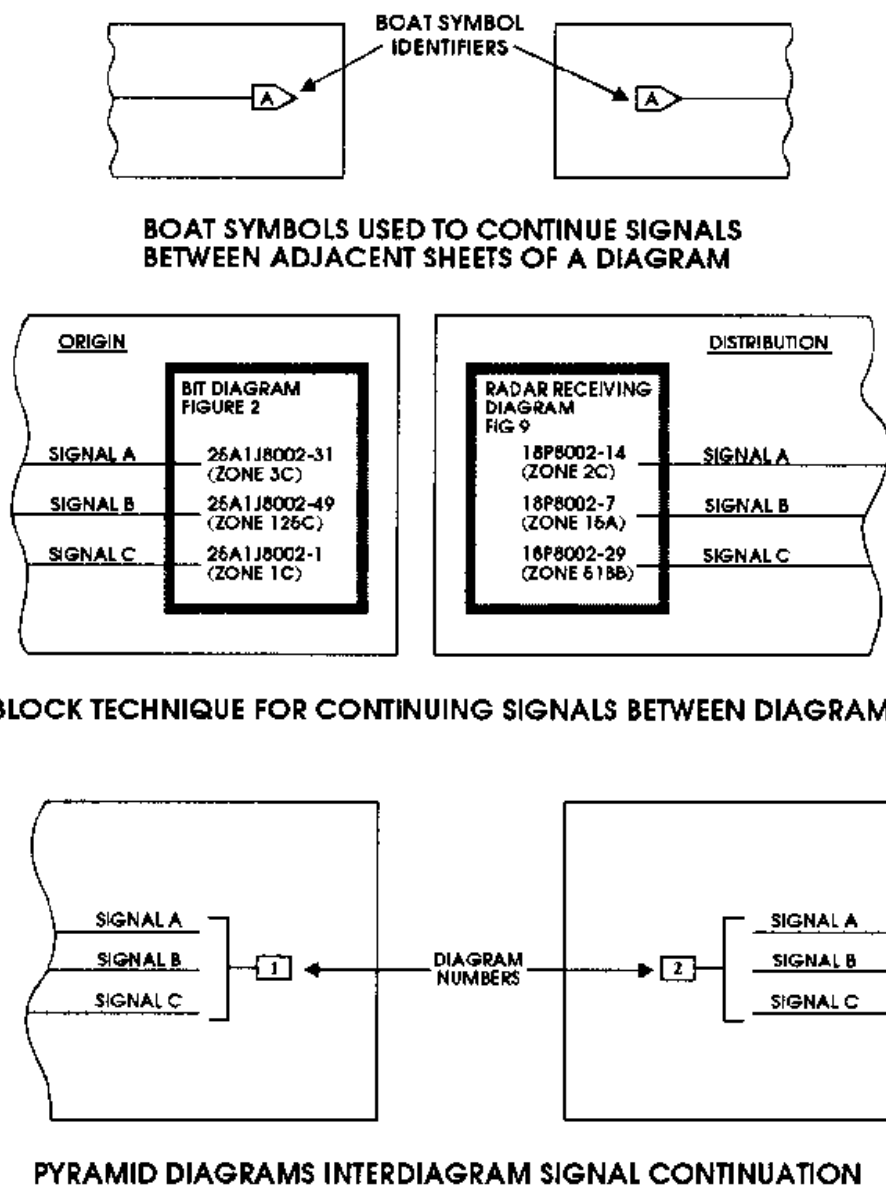 BOAT SYMBOL
IDENTIFIERS
A
A
BOAT SYMBOLS USED TO CONTINUE SIGNALS
BETWEEN ADJACENT SHEETS OF A DIAGRAM
ORIGIN
BIT DIAGRAM
FIGURE 2
SIGNAL A
25A1J8002-31
(ZONE 3C)
SIGNAL B
25A1J8002-49
(ZONE 125C)
SIGNAL C
25A1J8002-1
(ZONE 1C)
DISTRIBUTION
RADAR RECEIVING
DIAGRAM
FIG 9
18P8002-14
(ZONE 2C)
SIGNAL A
18P8002-7
(ZONE 15A)
SIGNAL B
18P8002-29
(ZONE 51BB)
SIGNAL C
BLOCK TECHNIQUE FOR CONTINUING SIGNALS BETWEEN DIAGRAM
SIGNAL A
SIGNAL B
SIGNAL C
1
DIAGRAM
NUMBERS
2
SIGNAL A
SIGNAL B
SIGNAL C
PYRAMID DIAGRAMS INTERDIAGRAM SIGNAL CONTINUATION